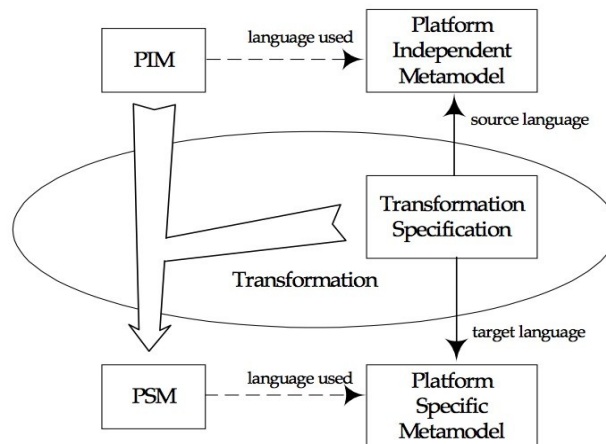 PIM
language used
Platform
Independent
Metamodel
source language
Transformation
Specification
Transformation
target language
PSM
language used
Platform
Specific
Metamodel